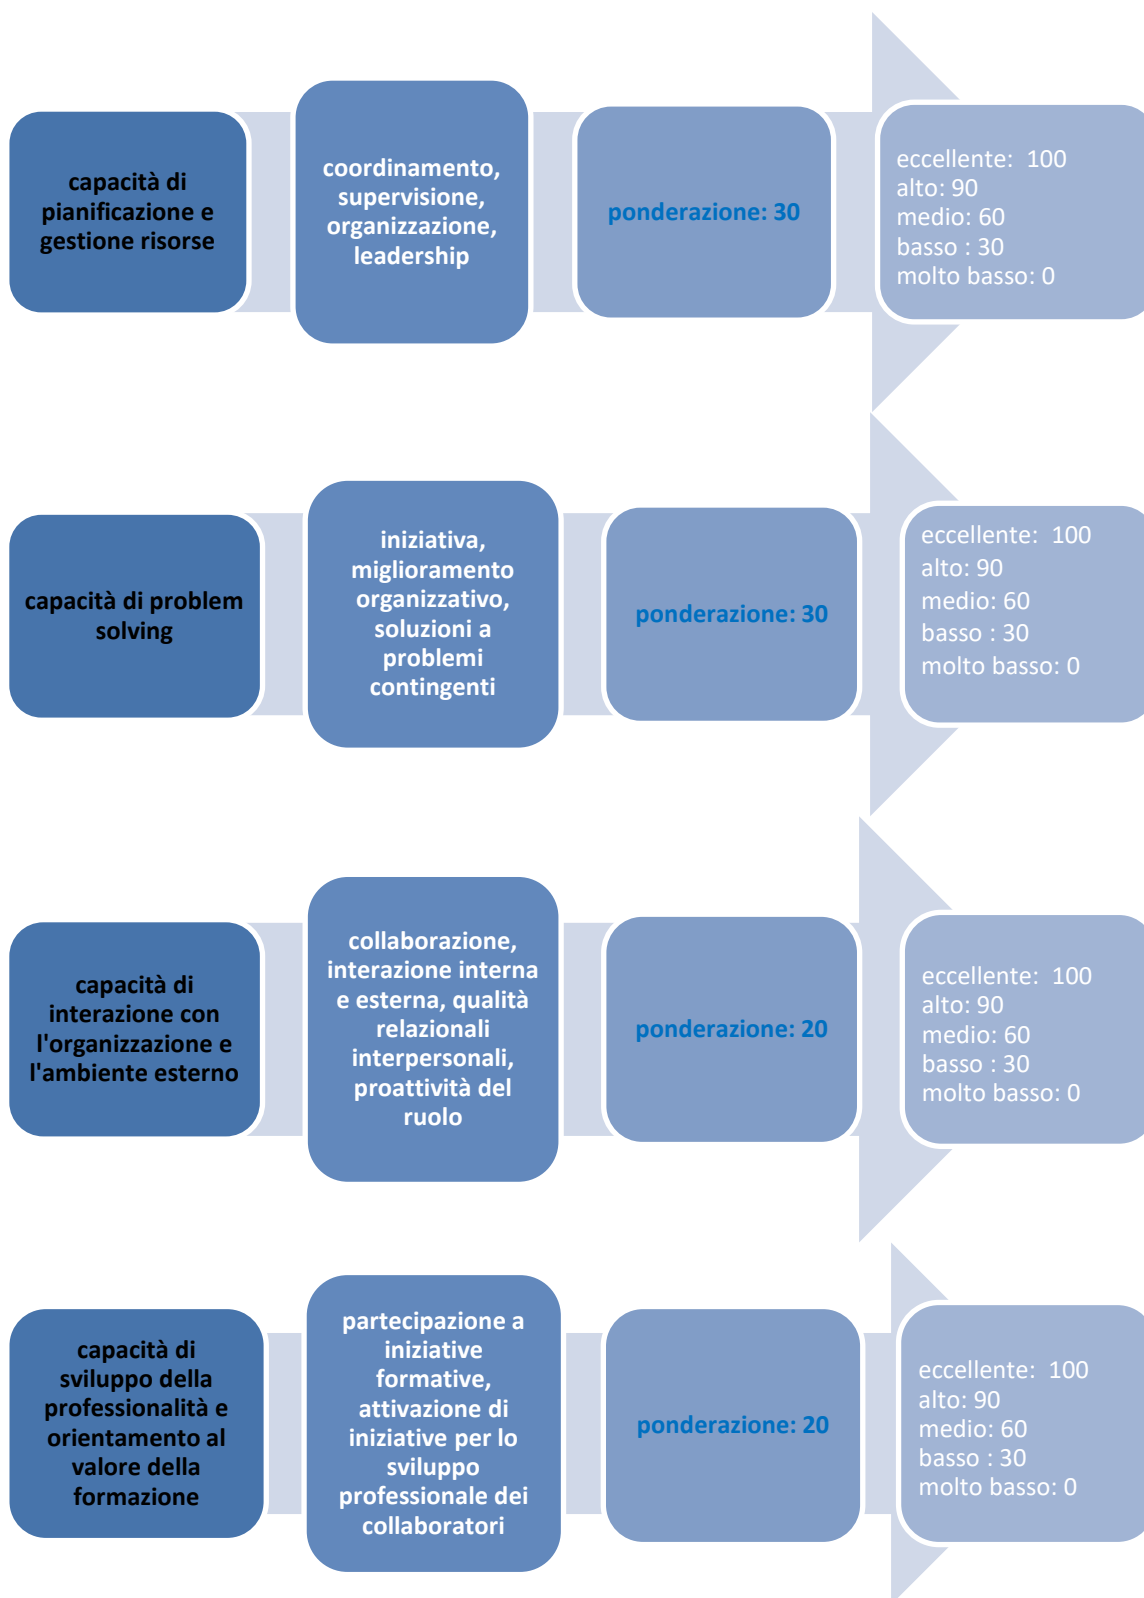 capacità di
pianificazione e
gestione risorse
coordinamento,
supervisione,
organizzazione,
leadership
ponderazione: 30
eccellente:  100
alto: 90
medio: 60
basso : 30
molto basso: 0
capacità di problem
solving
iniziativa,
miglioramento
organizzativo,
soluzioni a
problemi
contingenti
ponderazione: 30
eccellente:  100
alto: 90
medio: 60
basso : 30
molto basso: 0
capacità di
interazione con
l'organizzazione e
l'ambiente esterno
collaborazione,
interazione interna
e esterna, qualità
relazionali
interpersonali,
proattività del
ruolo
ponderazione: 20
eccellente:  100
alto: 90
medio: 60
basso : 30
molto basso: 0
capacità di
sviluppo della
professionalità e
orientamento al
valore della
formazione
partecipazione a
iniziative
formative,
attivazione di
iniziative per lo
sviluppo
professionale dei
collaboratori
ponderazione: 20
eccellente:  100
alto: 90
medio: 60
basso : 30
molto basso: 0